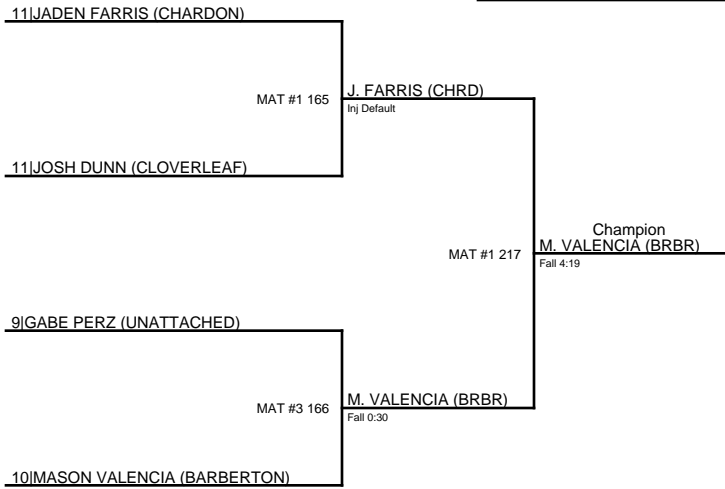 11|JADEN FARRIS (CHARDON)
MAT #1 165
J. FARRIS (CHRD)
Inj Default
11|JOSH DUNN (CLOVERLEAF)
MAT #1 217
Champion
M. VALENCIA (BRBR)
Fall 4:19
9|GABE PERZ (UNATTACHED)
MAT #3 166
M. VALENCIA (BRBR)
Fall 0:30
10|MASON VALENCIA (BARBERTON)